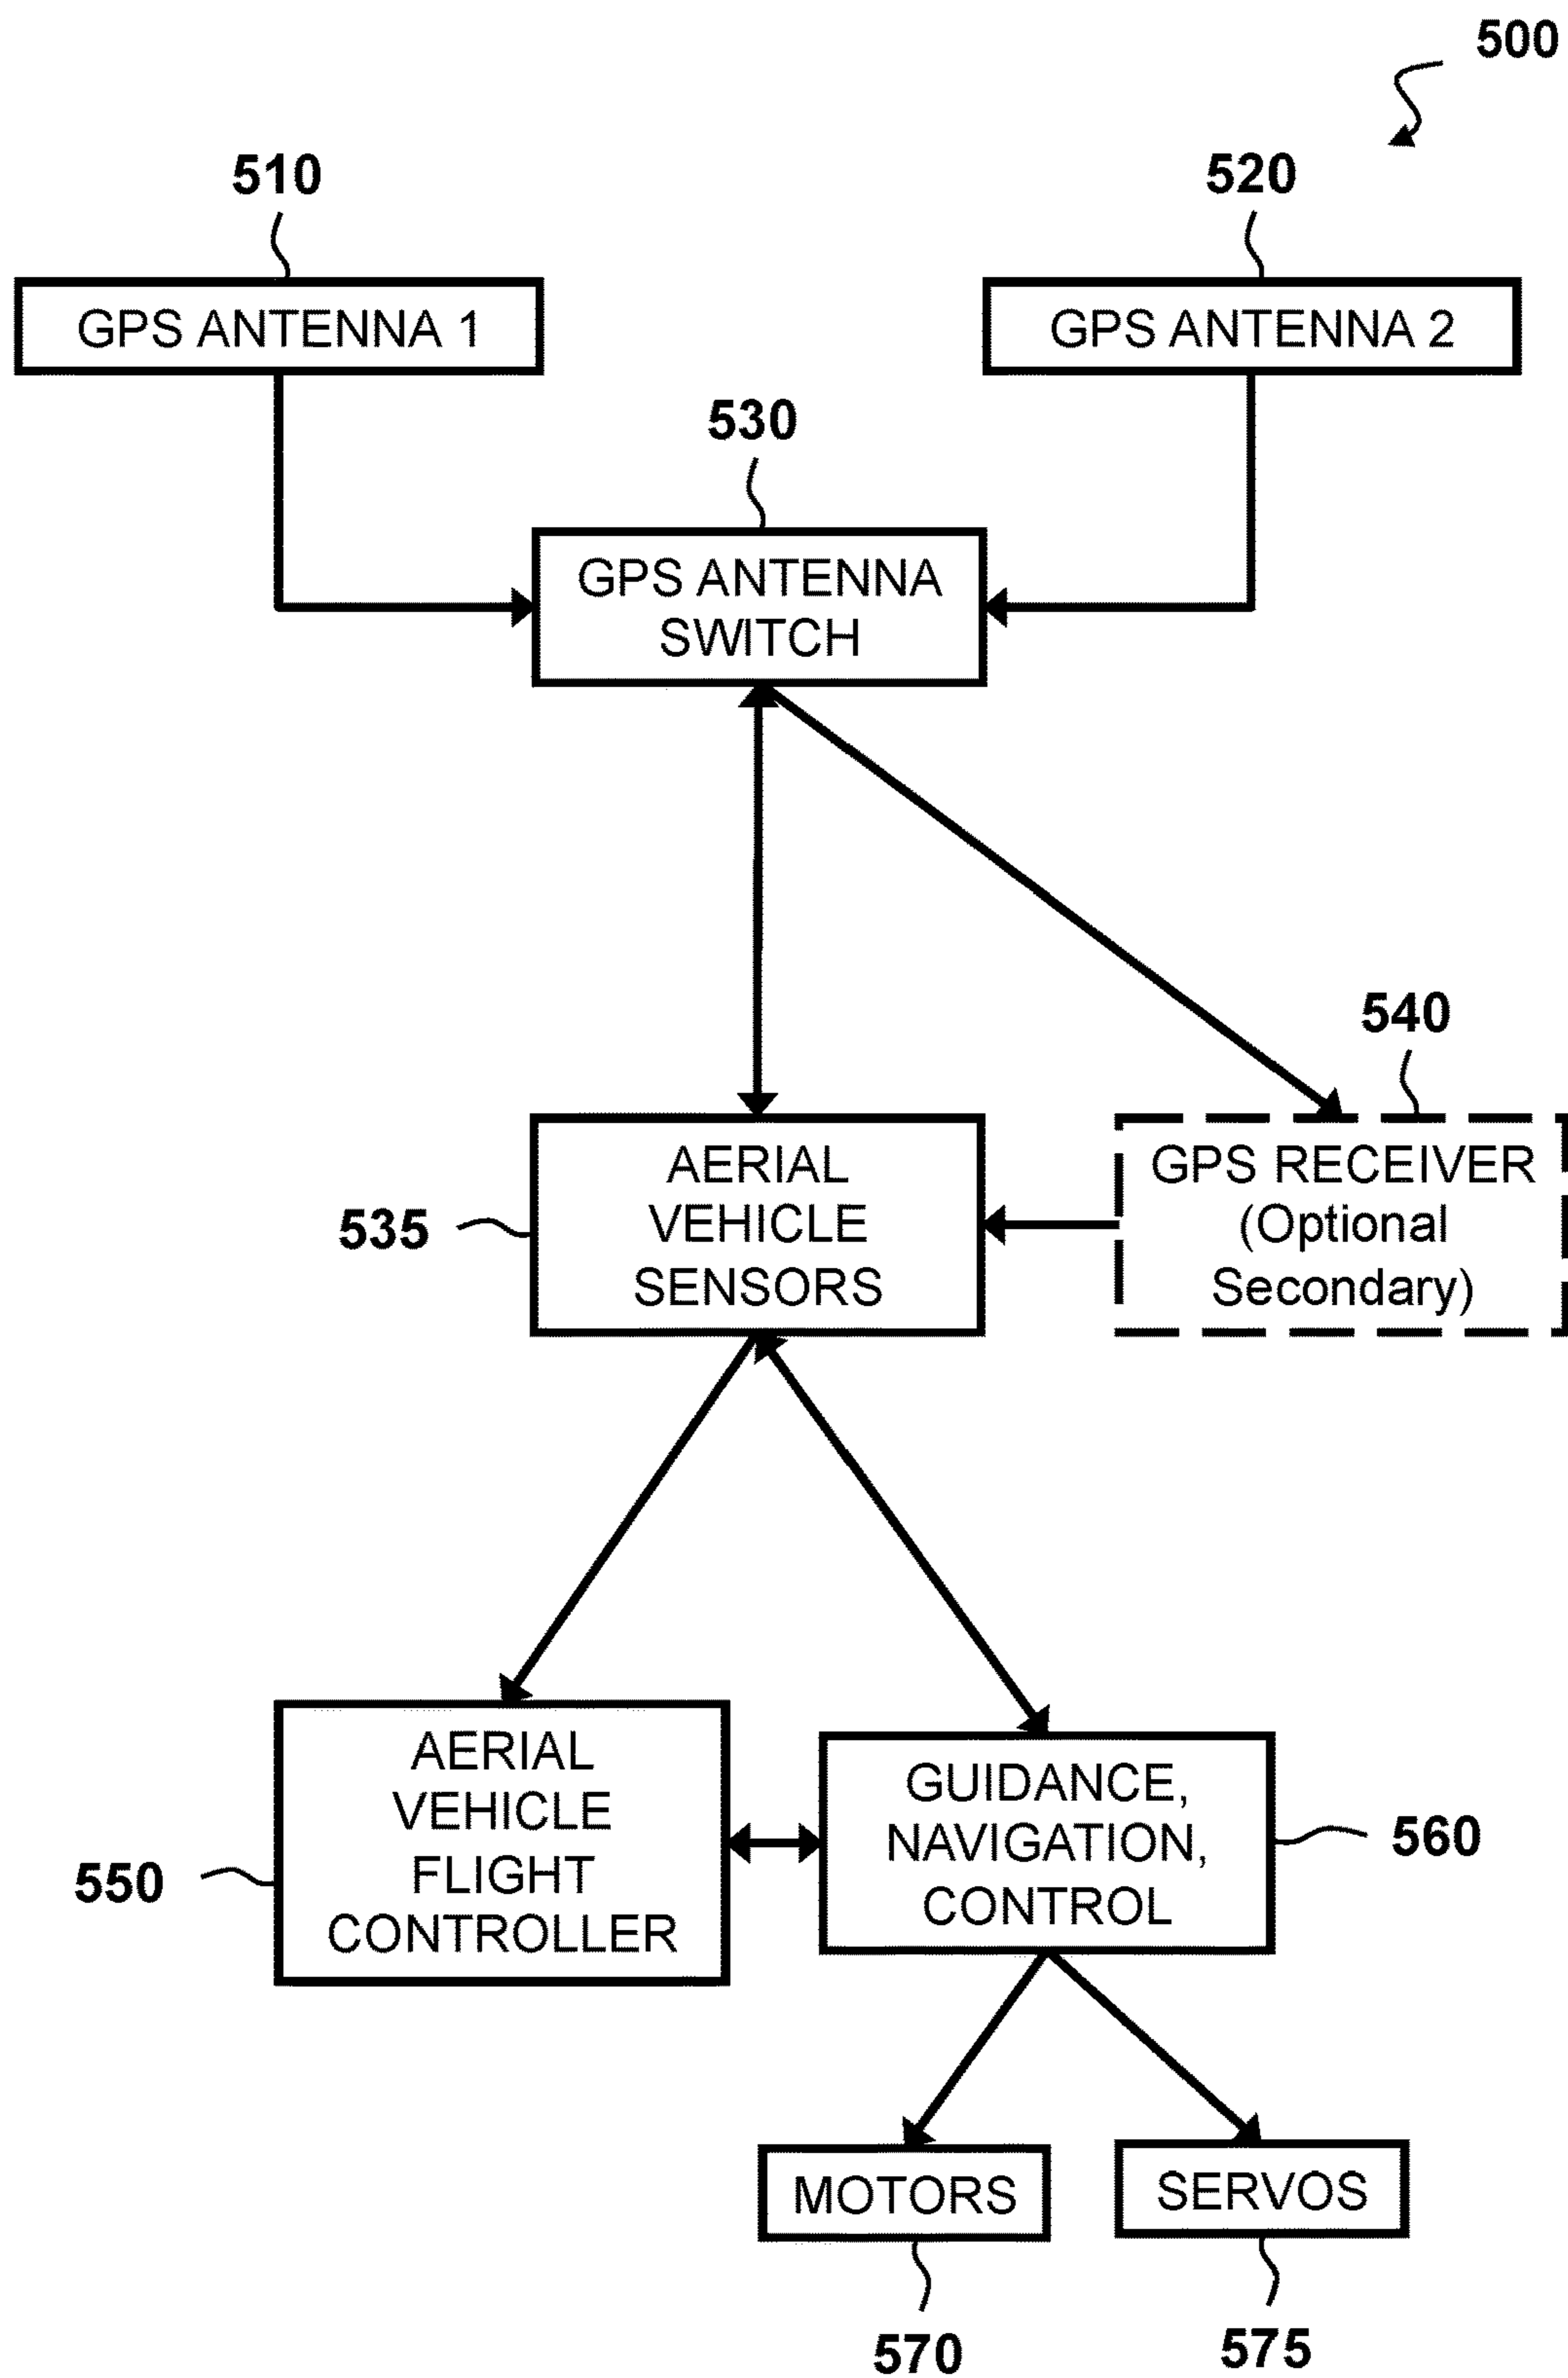 500
510
520
GPS ANTENNA 1
GPS ANTENNA 2
530
GPS ANTENNA
SWITCH
540
AERIAL
VEHICLE
SENSORS
535
GPS RECEIVER
(Optional
Secondary)
AERIAL
VEHICLE
FLIGHT
CONTROLLER
550
GUIDANCE,
NAVIGATION,
CONTROL
560
MOTORS
SERVOS
570
575